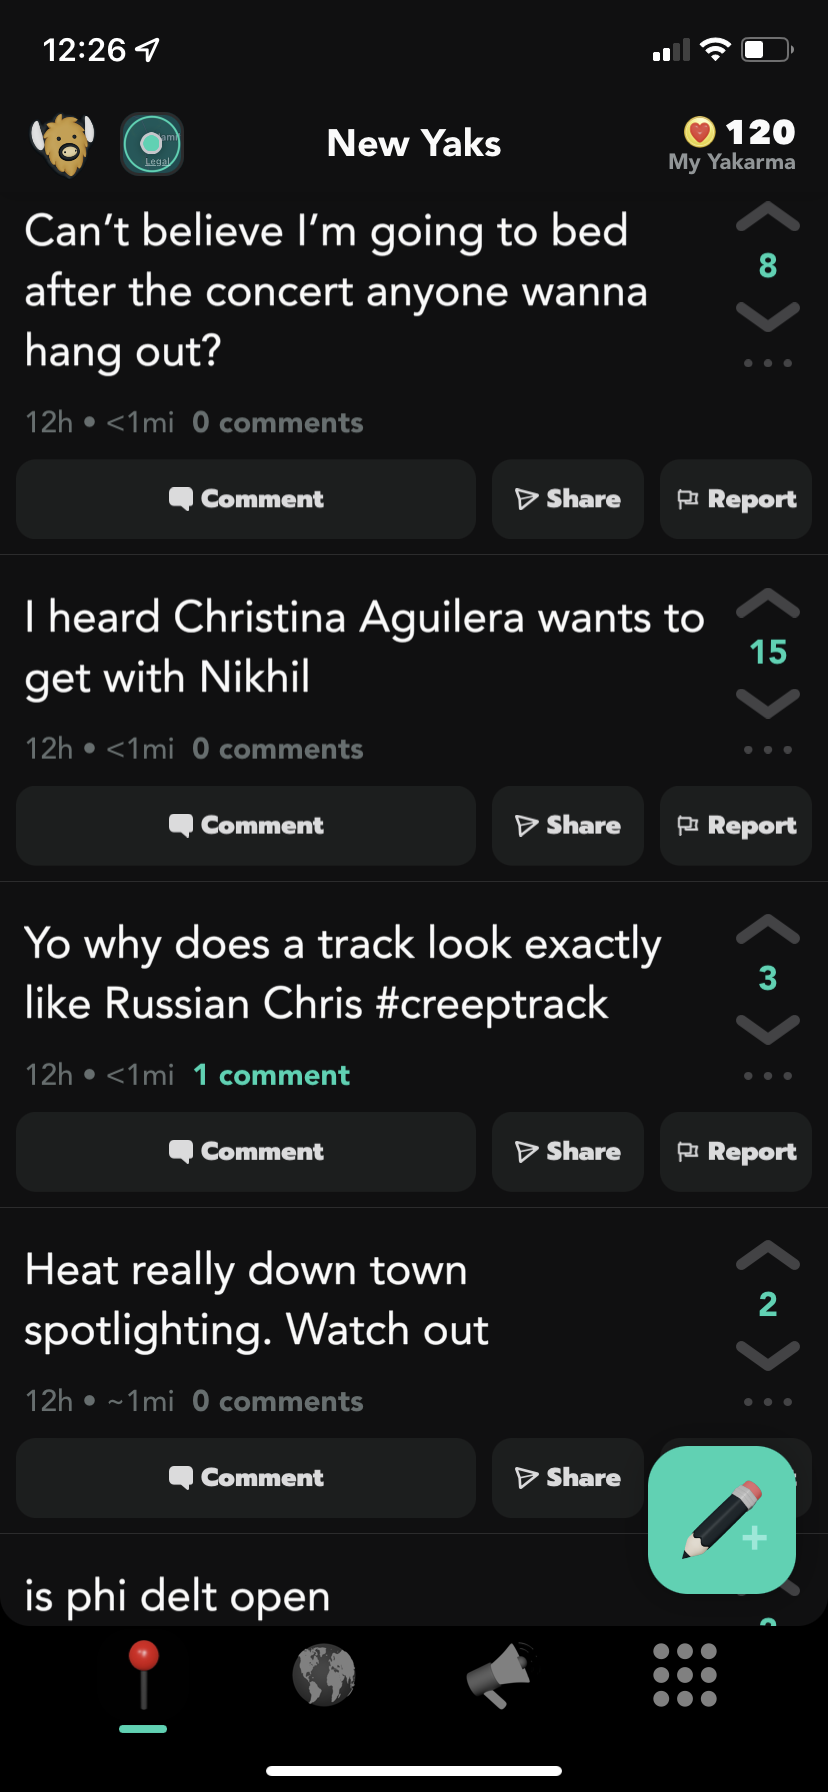 12:26
Legal
New Yaks
120
My Yakarma
Can't believe I'm going to bed
after the concert anyone wanna
hang out?
8
12h • <1mi 0 comments
Comment
Share
Report
I heard Christina Aguilera wants to
get with Nikhil
15
12h • <1mi 0 comments
Comment
Share
Report
Yo why does a track look exactly
like Russian Chris #creeptrack
3
12h • <1mi 1 comment
Comment
Share
Report
Heat really down town
spotlighting. Watch out
2
12h • ~1mi 0 comments
Comment
Share
is phi delt open